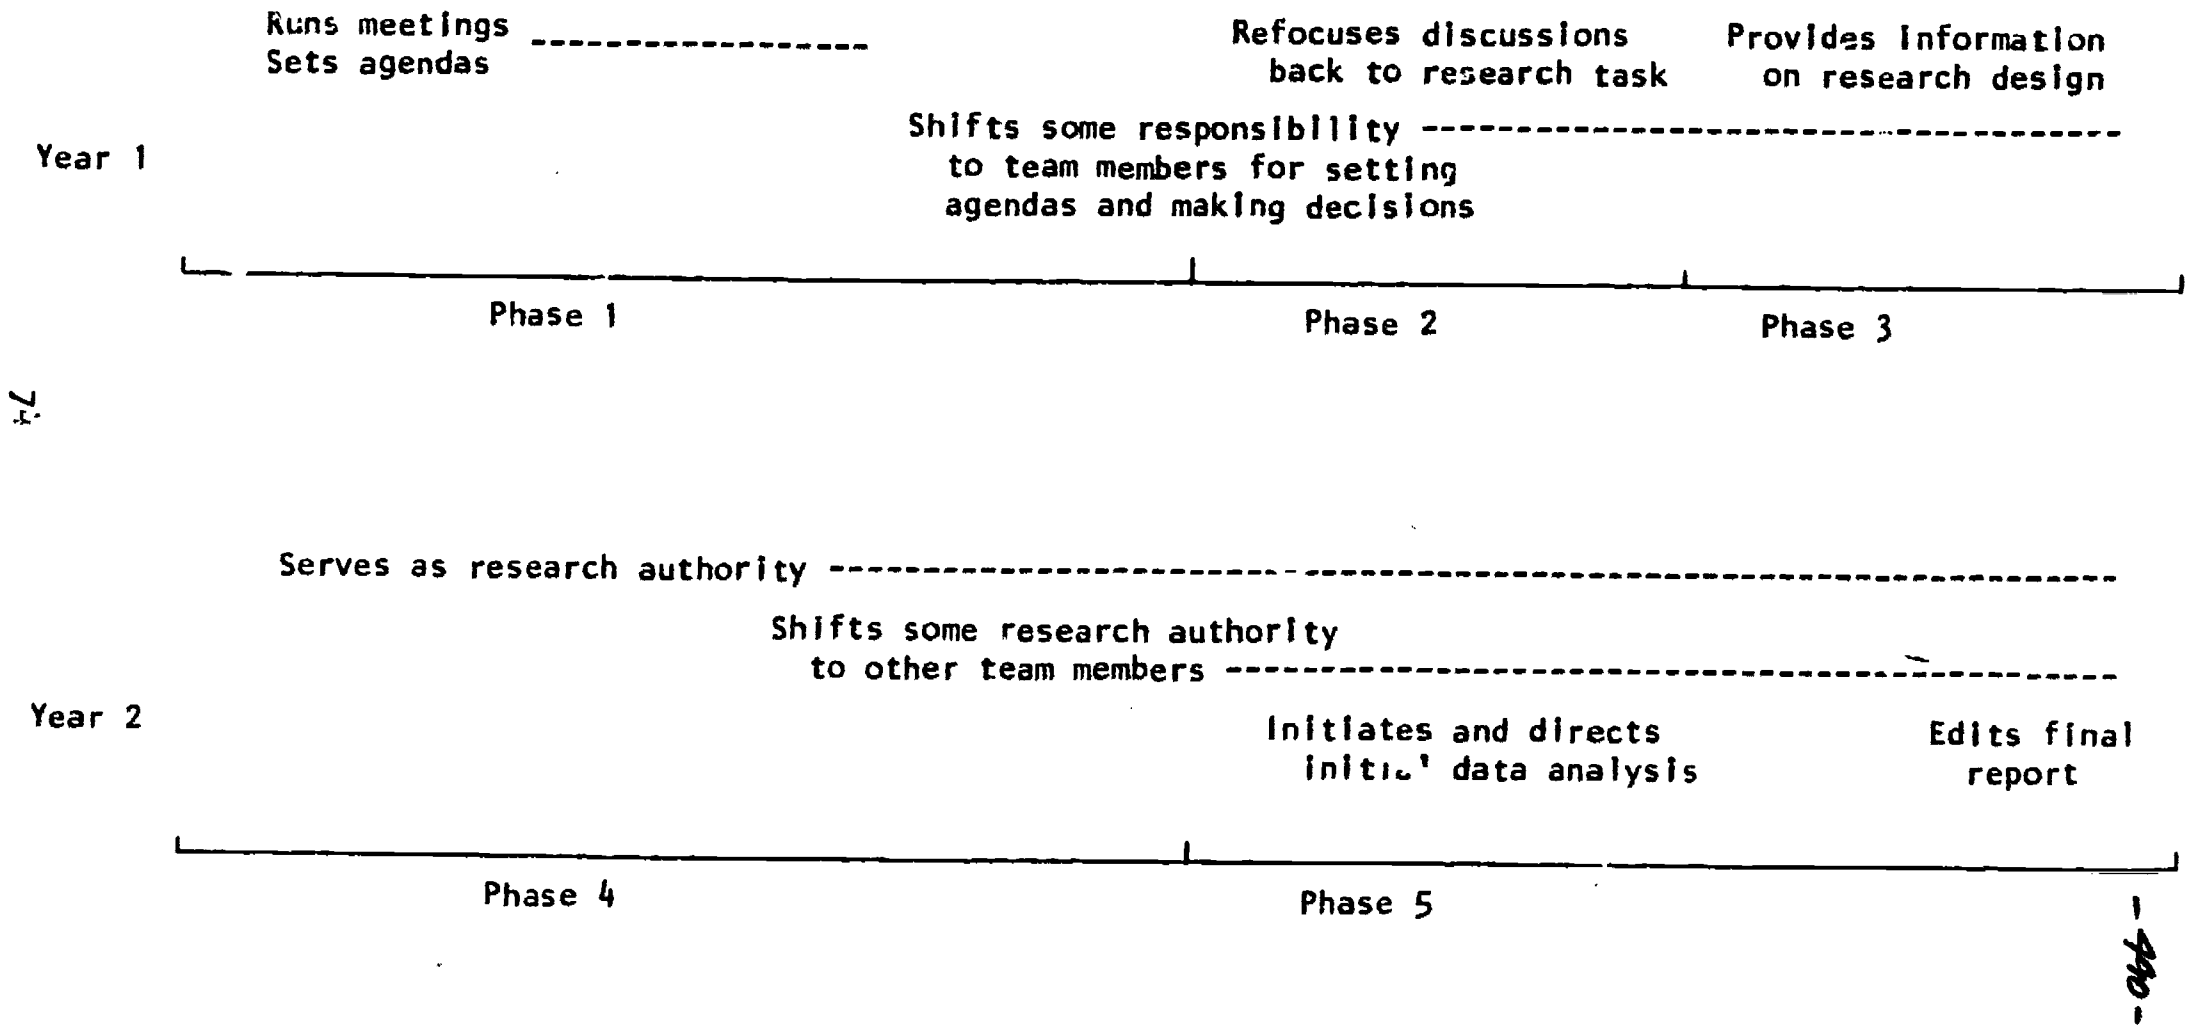 Runs meetings
Sets agendas
Refocuses discussions
back to research task
Provides information
on research design
Shifts some responsibility
to team members for setting
agendas and making decisions
Year 1
Phase 1
Phase 2
Phase 3
74
Serves as research authority
Shifts some research authority
to other team members
Year 2
Initiates and directs
data analysis
Edits final
report
Phase 4
Phase 5